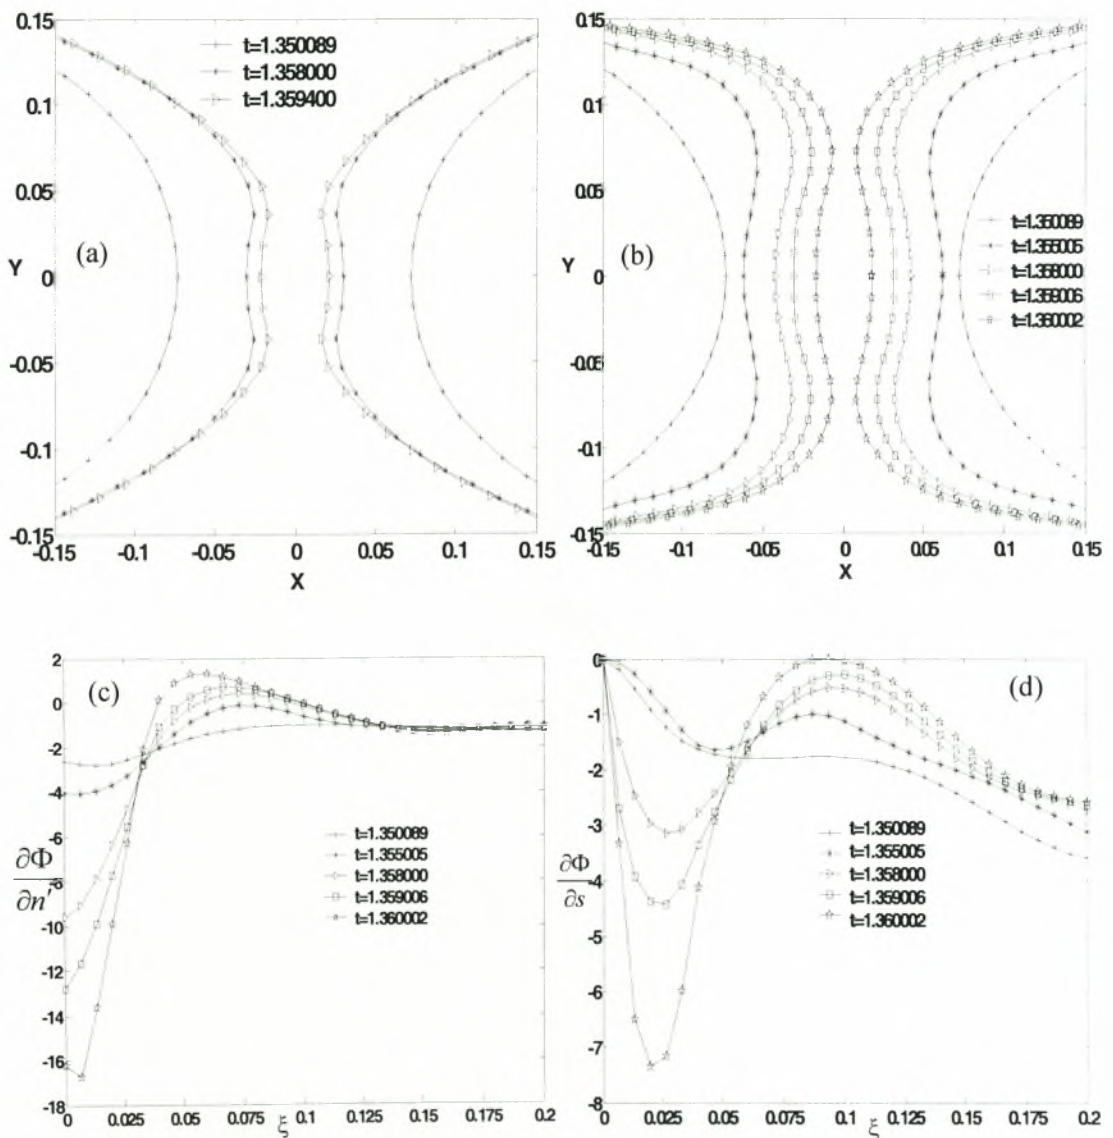 0.15
0.1
0.05
Y
0
-0.05
-0.1
-0.15
-0.15
-0.1
-0.05
0
0.05
0.1
0.15
X
(a)
t=1.350089
t=1.358000
t=1.359400
0.15
0.1
0.05
Y
0
-0.05
-0.1
-0.15
-0.15
-0.1
-0.05
0
0.05
0.1
0.15
X
(b)
t=1.350089
t=1.355005
t=1.358000
t=1.359006
t=1.360002
2
0
-2
-4
-6
-8
-10
-12
-14
-16
-18
∂Φ
∂n'
0
0.025
0.05
0.075
0.1
0.125
0.15
0.175
0.2
ξ
(c)
t=1.350089
t=1.355005
t=1.358000
t=1.359006
t=1.360002
0
-1
-2
-3
-4
-5
-6
-7
-8
∂Φ
∂s
0
0.025
0.05
0.075
0.1
0.125
0.15
0.175
0.2
ξ
(d)
t=1.350089
t=1.355005
t=1.358000
t=1.359006
t=1.360002